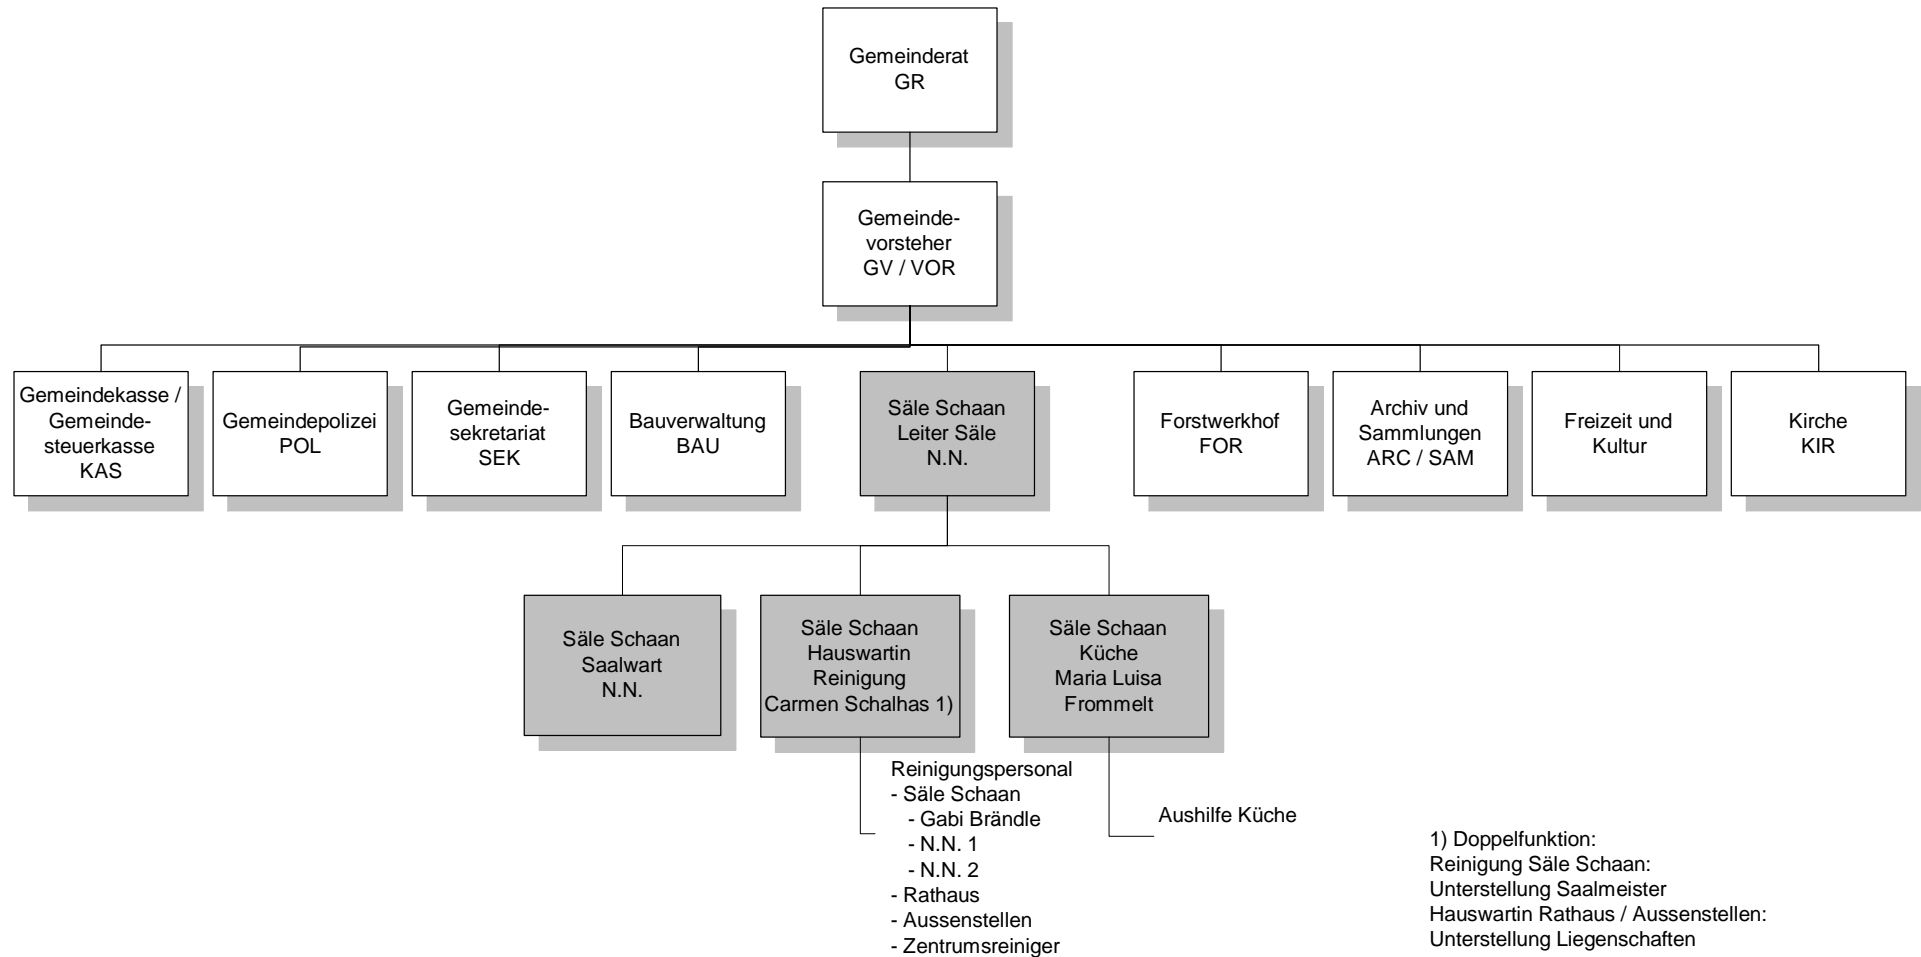 Gemeinderat
GR
Gemeinde-
vorsteher
GV / VOR
Gemeindekasse /
Gemeinde-
steuerkasse
KAS
Gemeindepolizei
POL
Gemeinde-
sekretariat
SEK
Bauverwaltung
BAU
Säle Schaan
Leiter Säle
N.N.
Forstwerkhof
FOR
Archiv und
Sammlungen
ARC / SAM
Freizeit und
Kultur
Kirche
KIR
Säle Schaan
Saalwart
N.N.
Säle Schaan
Hauswartin
Reinigung
Carmen Schalhas 1)
Säle Schaan
Küche
Maria Luisa
Frommelt
Reinigungspersonal
- Säle Schaan
- Gabi Brändle
- N.N. 1
- N.N. 2
- Rathaus
- Aussenstellen
- Zentrumsreiniger
Aushilfe Küche
1) Doppelfunktion:
Reinigung Säle Schaan:
Unterstellung Saalmeister
Hauswartin Rathaus / Aussenstellen:
Unterstellung Liegenschaften